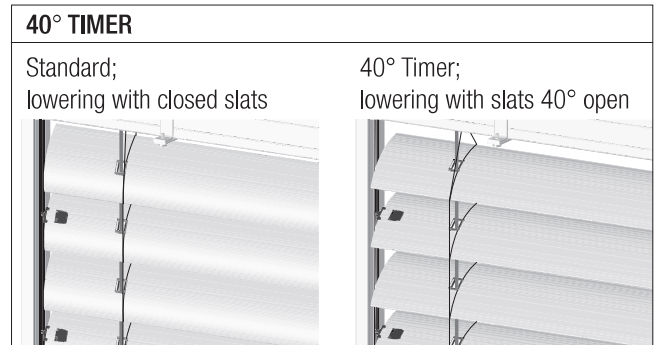 40° TIMER
Standard;
lowering with closed slats
40° Timer;
lowering with slats 40° open